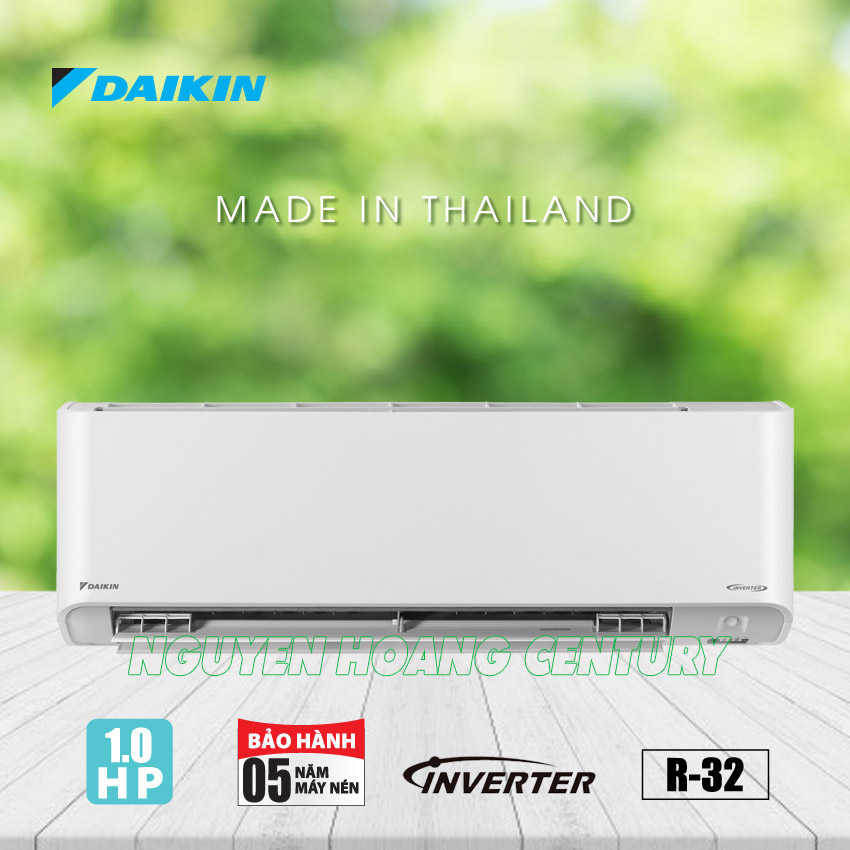 DAIKIN
MADE IN THAILAND
DAIKIN
INVERTER
NGUYEN HOANG CENTURY
1.0
HP
BẢO HÀNH
05 NĂM
MÁY NÉN
INVERTER
R-32